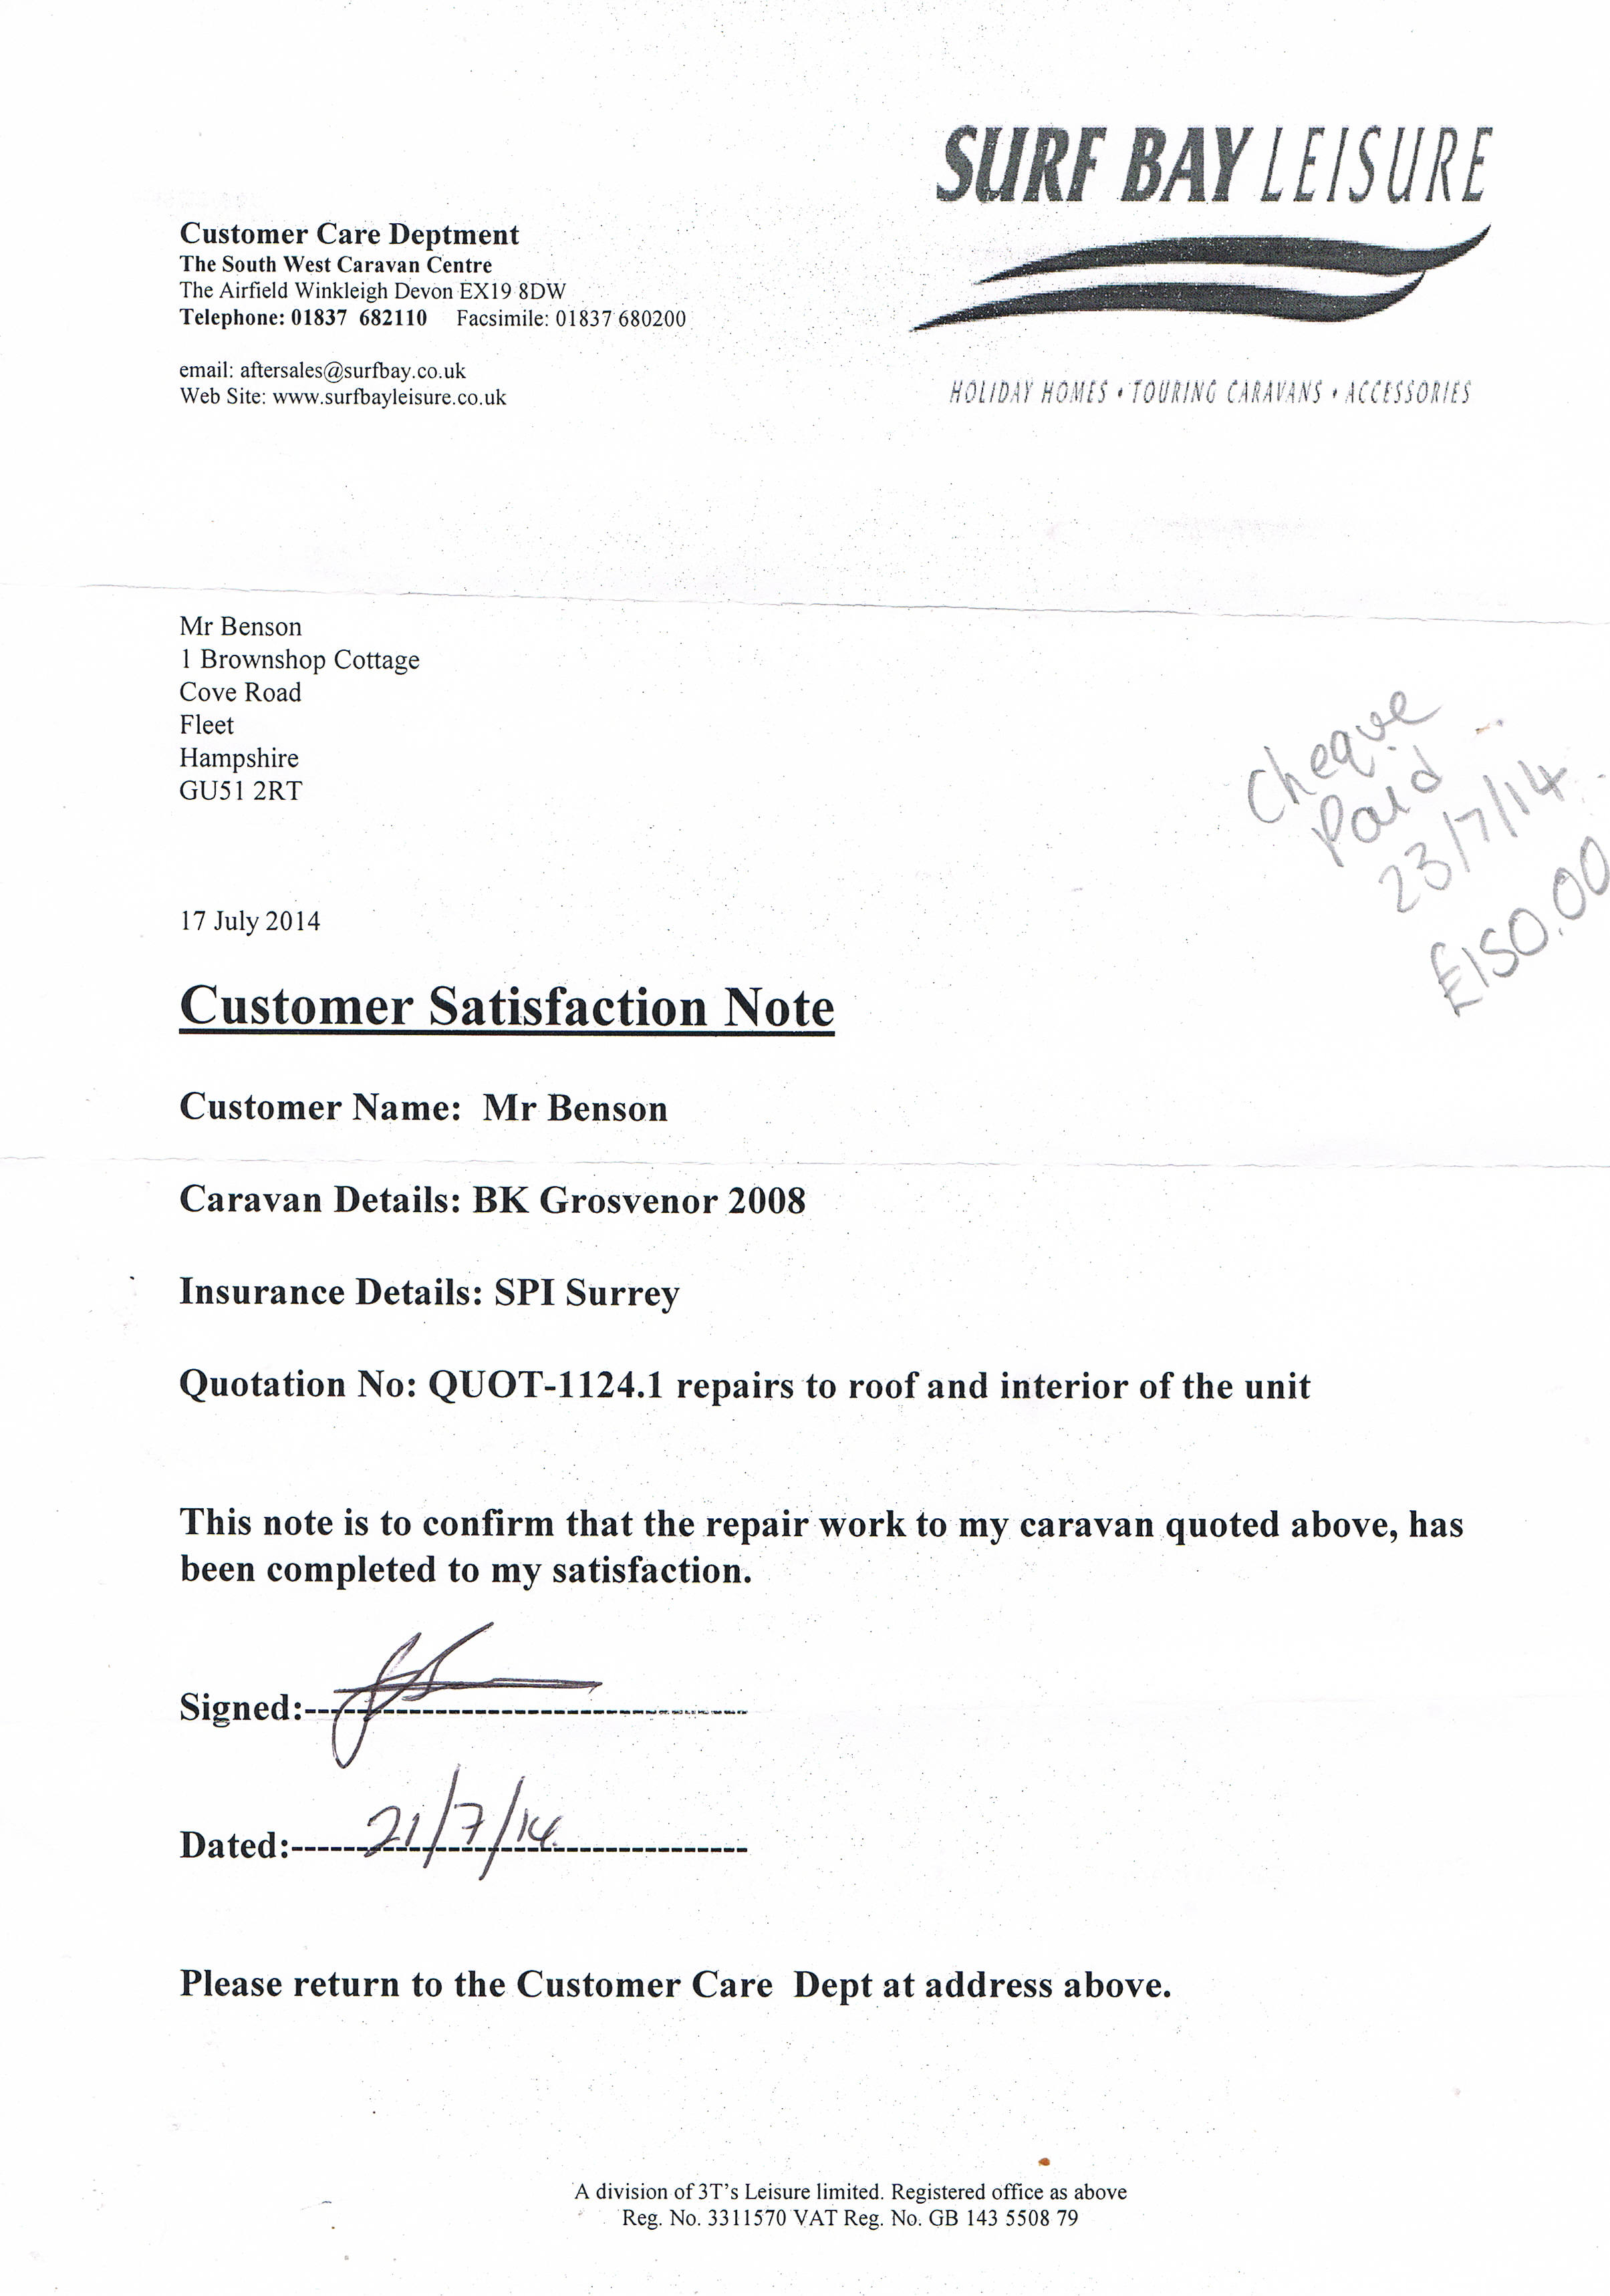 SURF BAY LEISURE
HOLIDAY HOMES • TOURING CARAVANS • ACCESSORIES
Customer Care Deptment
The South West Caravan Centre
The Airfield Winkleigh Devon EX19 8DW
Telephone: 01837 682110 Facsimile: 01837 680200
email: aftersales@surfbay.co.uk
Web Site: www.surfbayleisure.co.uk
Mr Benson
1 Brownshop Cottage
Cove Road
Fleet
Hampshire
GU51 2RT
Cheque
Paid
23/7/14
£150.00
17 July 2014
Customer Satisfaction Note
Customer Name: Mr Benson
Caravan Details: BK Grosvenor 2008
Insurance Details: SPI Surrey
Quotation No: QUOT-1124.1 repairs to roof and interior of the unit
This note is to confirm that the repair work to my caravan quoted above, has
been completed to my satisfaction.
Signed:
Dated: 21/7/14
Please return to the Customer Care Dept at address above.
A division of 3T's Leisure limited. Registered office as above
Reg. No. 3311570 VAT Reg. No. GB 143 5508 79